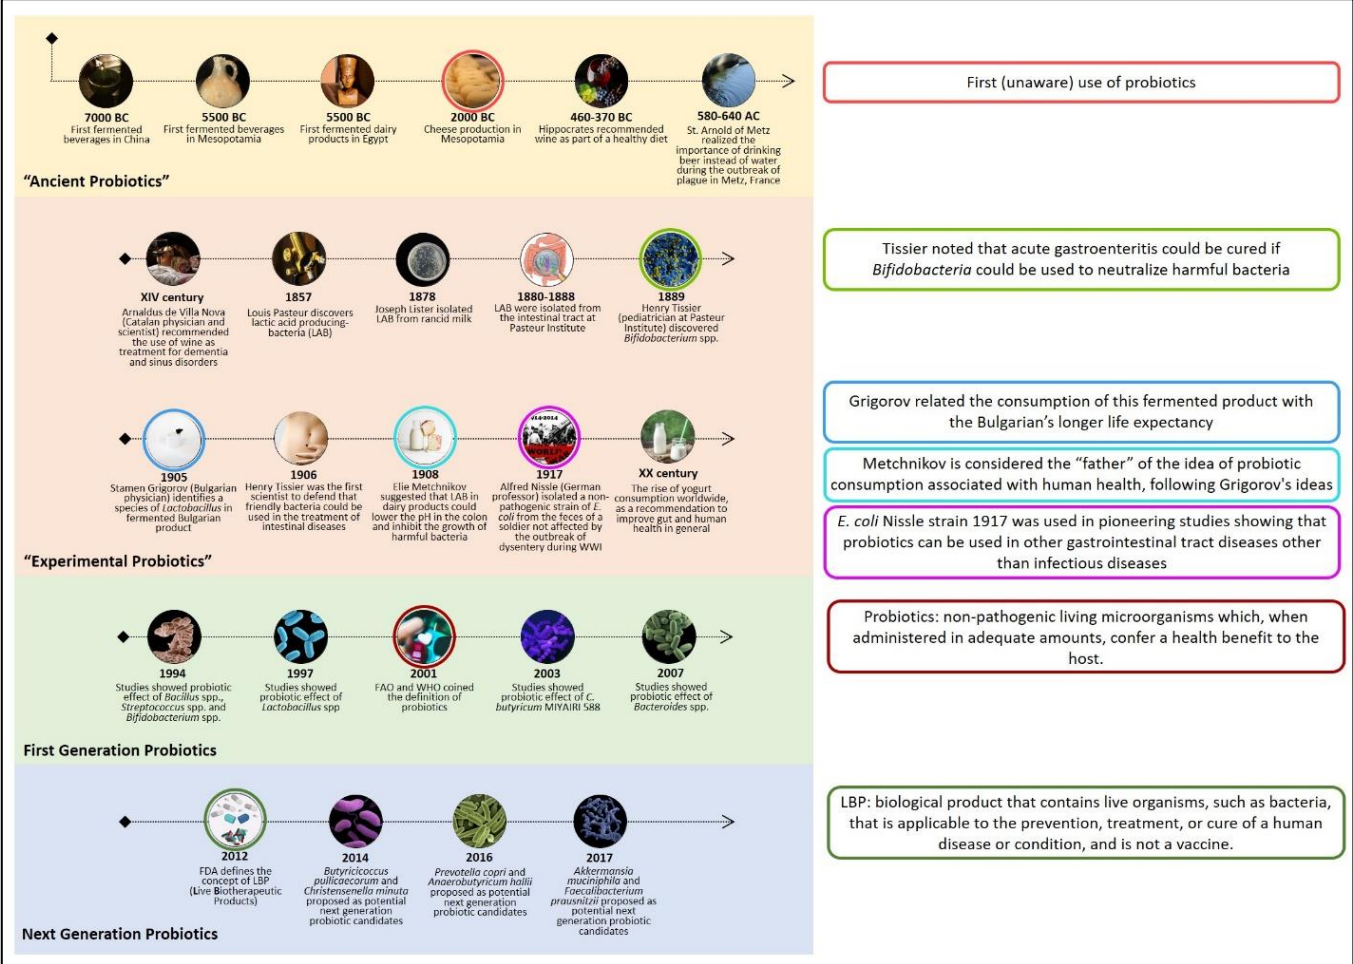 7000 BC
First fermented
beverages in China
5500 BC
First fermented beverages
in Mesopotamia
5500 BC
First fermented dairy
products in Egypt
2000 BC
Cheese production in
Mesopotamia
460-370 BC
Hippocrates recommended
wine as part of a healthy diet
580-640 AC
St. Arnold of Metz
realized the
importance of drinking
beer instead of water
during the outbreak of
plague in Metz, France
"Ancient Probiotics"
First (unaware) use of probiotics
XIV century
Arnaldus de Villa Nova
(Catalan physician and
scientist) recommended
the use of wine as
treatment for dementia
and sinus disorders
1857
Louis Pasteur discovers
lactic acid producing-
bacteria (LAB)
1878
Joseph Lister isolated
LAB from rancid milk
1880-1888
LAB were isolated from
the intestinal tract at
Pasteur Institute
1889
Henry Tissier
(pediatrician at Pasteur
Institute) discovered
Bifidobacterium spp.
Tissier noted that acute gastroenteritis could be cured if
Bifidobacteria could be used to neutralize harmful bacteria
1905
Stamen Grigorov (Bulgarian
physician) identifies a
species of Lactobacillus in
fermented Bulgarian
product
1906
Henry Tissier was the first
scientist to defend that
friendly bacteria could be
used in the treatment of
intestinal diseases
1908
Elie Metchnikov
suggested that LAB in
dairy products could
lower the pH in the colon
and inhibit the growth of
harmful bacteria
1917
Alfred Nissle (German
professor) isolated a non-
pathogenic strain of E.
coli from the feces of a
soldier not affected by
the outbreak of
dysentery during WWI
XX century
The rise of yogurt
consumption worldwide,
as a recommendation to
improve gut and human
health in general
"Experimental Probiotics"
Grigorov related the consumption of this fermented product with
the Bulgarian's longer life expectancy
Metchnikov is considered the "father" of the idea of probiotic
consumption associated with human health, following Grigorov's ideas
E. coli Nissle strain 1917 was used in pioneering studies showing that
probiotics can be used in other gastrointestinal tract diseases other
than infectious diseases
1994
Studies showed probiotic
effect of Bacillus spp.,
Streptococcus spp. and
Bifidobacterium spp.
1997
Studies showed
probiotic effect of
Lactobacillus spp
2001
FAO and WHO coined
the definition of
probiotics
2003
Studies showed
probiotic effect of C.
butyricum MIYAIRI 588
2007
Studies showed
probiotic effect of
Bacteroides spp.
First Generation Probiotics
Probiotics: non-pathogenic living microorganisms which, when
administered in adequate amounts, confer a health benefit to the
host.
2012
FDA defines the
concept of LBP
(Live Biotherapeutic
Products)
2014
Butyricicoccus
pullicaecorum and
Christensenella minuta
proposed as potential
next generation
probiotic candidates
2016
Prevotella copri and
Anaerobutyricum hallii
proposed as potential
next generation
probiotic candidates
2017
Akkermansia
muciniphila and
Faecalibacterium
prausnitzii proposed as
potential next
generation probiotic
candidates
Next Generation Probiotics
LBP: biological product that contains live organisms, such as bacteria,
that is applicable to the prevention, treatment, or cure of a human
disease or condition, and is not a vaccine.